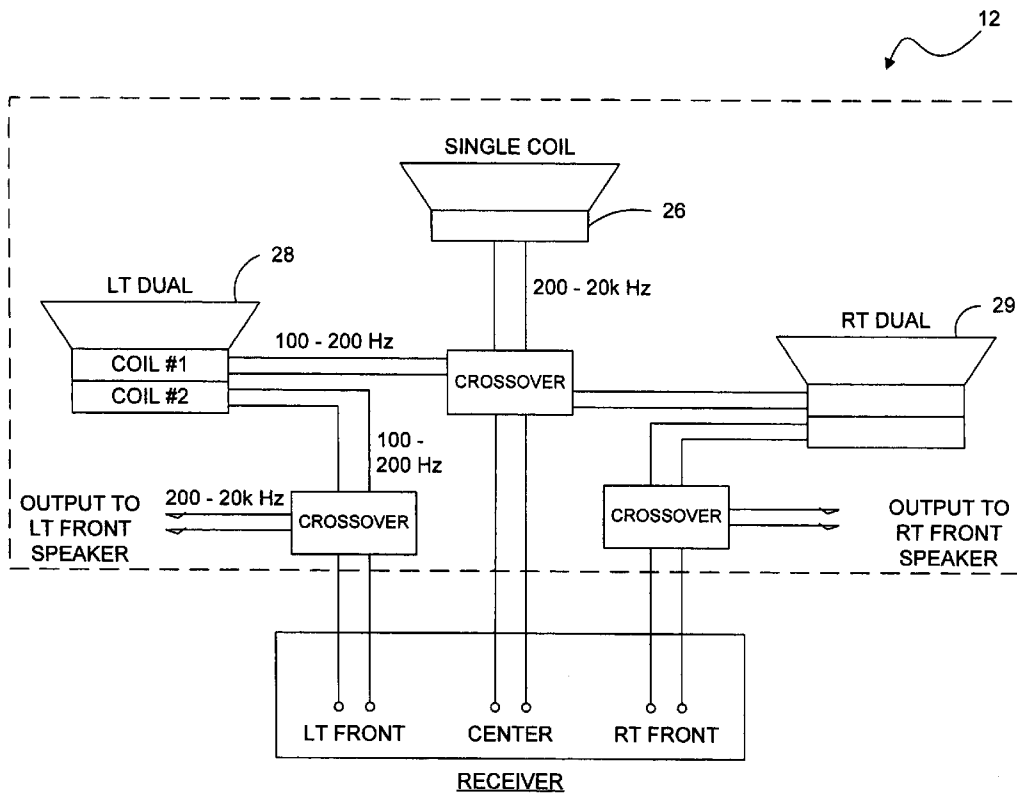 12
SINGLE COIL
26
200 - 20k Hz
28
LT DUAL
29
RT DUAL
100 - 200 Hz
COIL #1
COIL #2
CROSSOVER
100 -
200 Hz
200 - 20k Hz
OUTPUT TO
LT FRONT
SPEAKER
CROSSOVER
CROSSOVER
OUTPUT TO
RT FRONT
SPEAKER
LT FRONT
CENTER
RT FRONT
RECEIVER